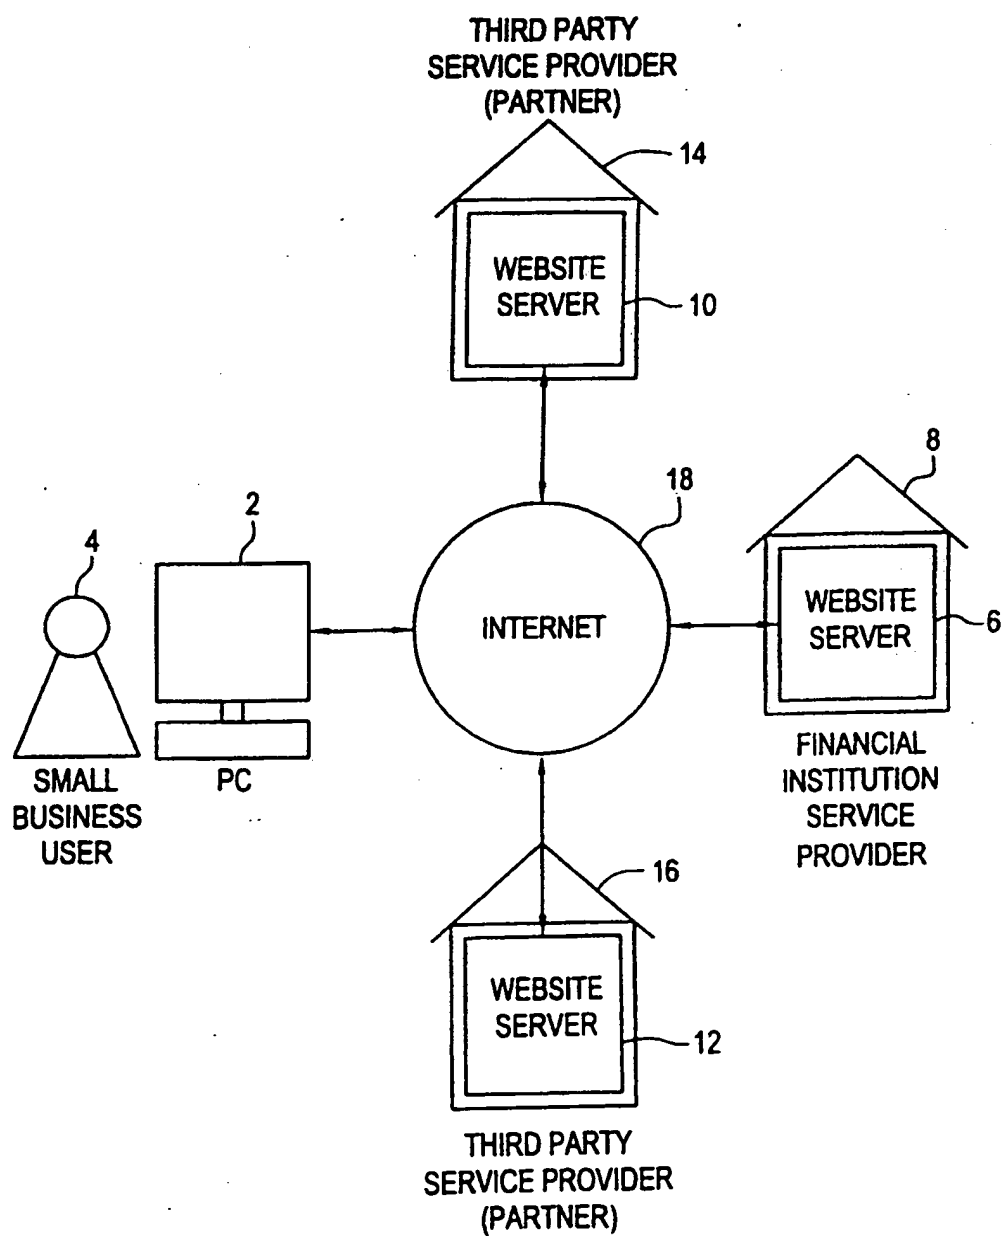 THIRD PARTY
SERVICE PROVIDER
(PARTNER)
14
WEBSITE
SERVER
10
8
18
2
4
INTERNET
WEBSITE
SERVER
6
SMALL
BUSINESS
USER
PC
FINANCIAL
INSTITUTION
SERVICE
PROVIDER
16
WEBSITE
SERVER
12
THIRD PARTY
SERVICE PROVIDER
(PARTNER)